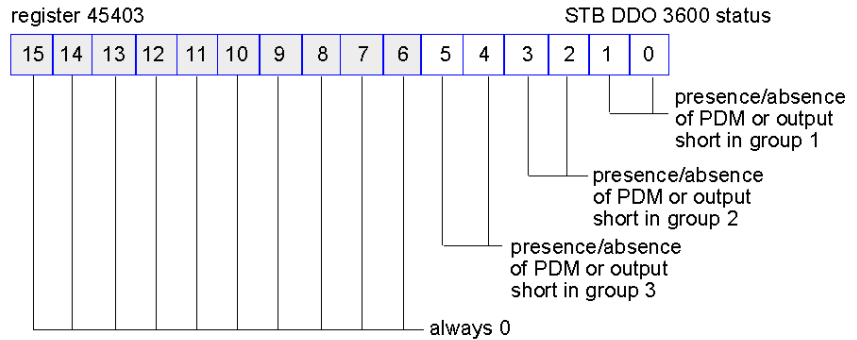 register 45403
STB DDO 3600 status
15 14 13 12 11 10 9 8 7 6 5 4 3 2 1 0
presence/absence
of PDM or output
short in group 1
presence/absence
of PDM or output
short in group 2
presence/absence
of PDM or output
short in group 3
always 0